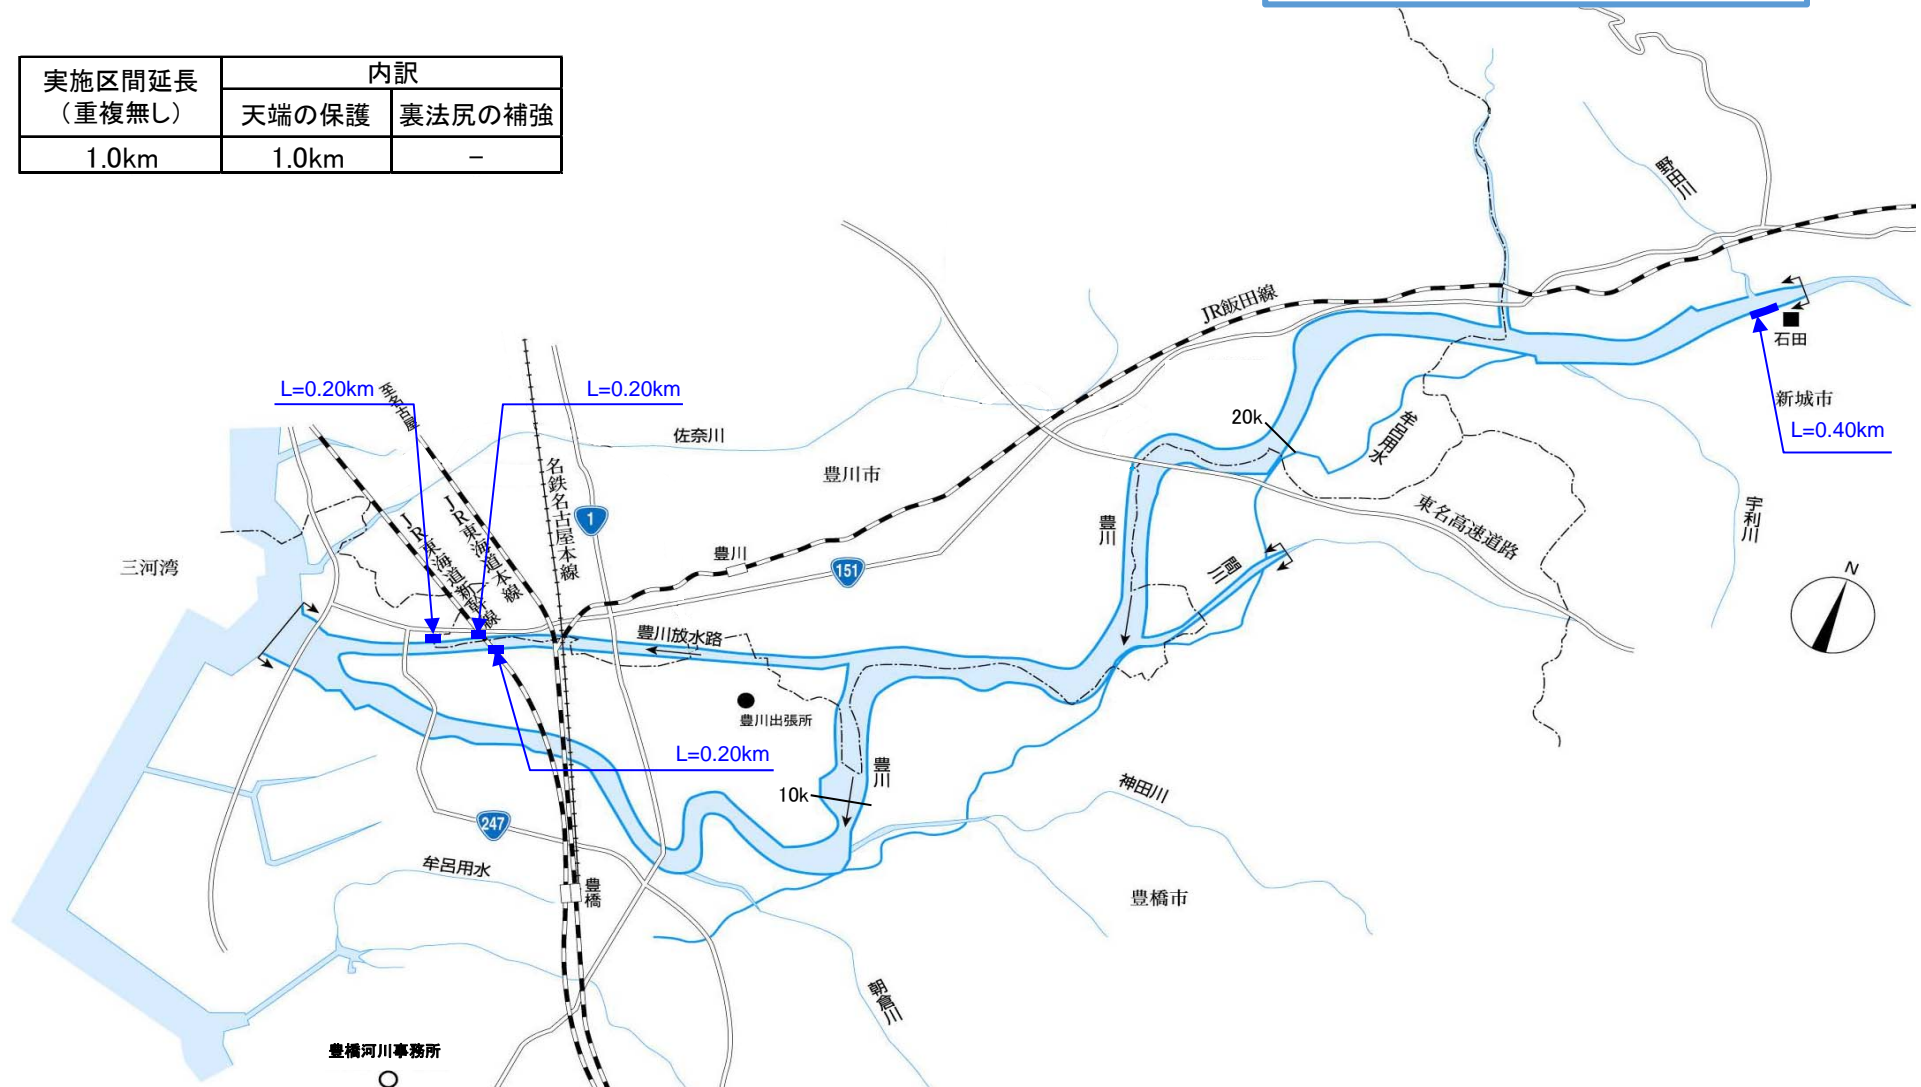 実施区間延長
（重複無し）
内訳
天端の保護
裏法尻の補強
1.0km
1.0km
－
野田川
JR飯田線
石田
新城市
L=0.40km
L=0.20km
至名古屋
L=0.20km
20k
牟呂用水
佐奈川
豊川市
名鉄名古屋本線
JR東海道本線
JR東海道新幹線
1
東名高速道路
宇利川
豊川
間川
三河湾
豊川
151
N
豊川放水路
豊川出張所
L=0.20km
豊川
10k
神田川
247
牟呂用水
豊橋
豊橋市
朝倉川
豊橋河川事務所